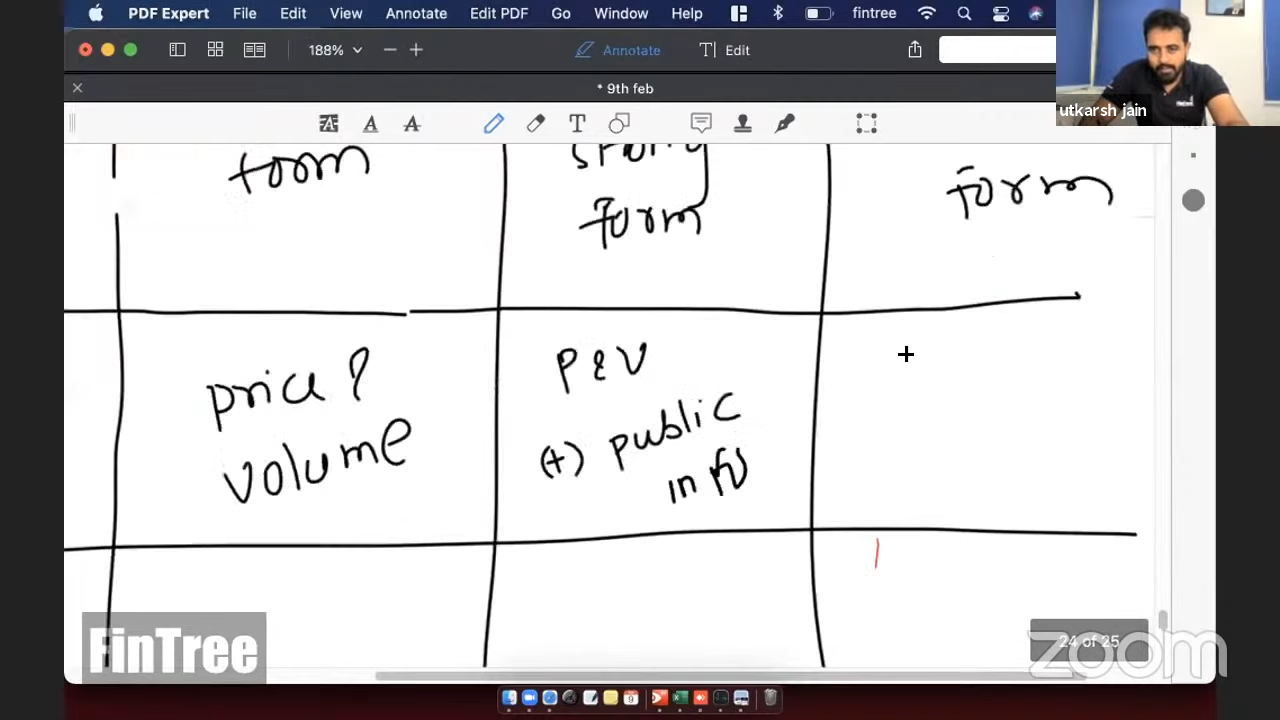 PDF Expert File Edit View Annotate Edit PDF Go Window Help fintree
188% Annotate T Edit
* 9th feb
utkarsh jain
form
form
form
price &
volume
P & V
(+) public
info
FinTree
24 of 25
zoom